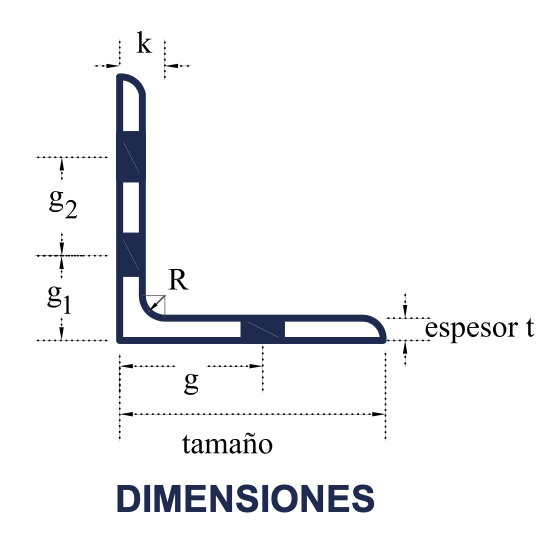 k
g2
R
g1
espesor t
g
tamaño
DIMENSIONES